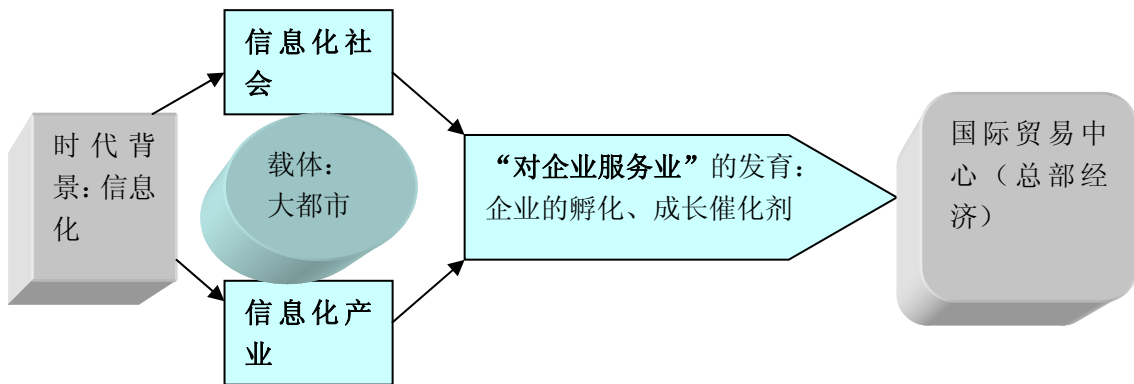 时代背
景：信息
化
信息化社
会
载体：
大都市
信息化产
业
“对企业服务业”的发育：
企业的孵化、成长催化剂
国际贸易中
心（总部经
济）